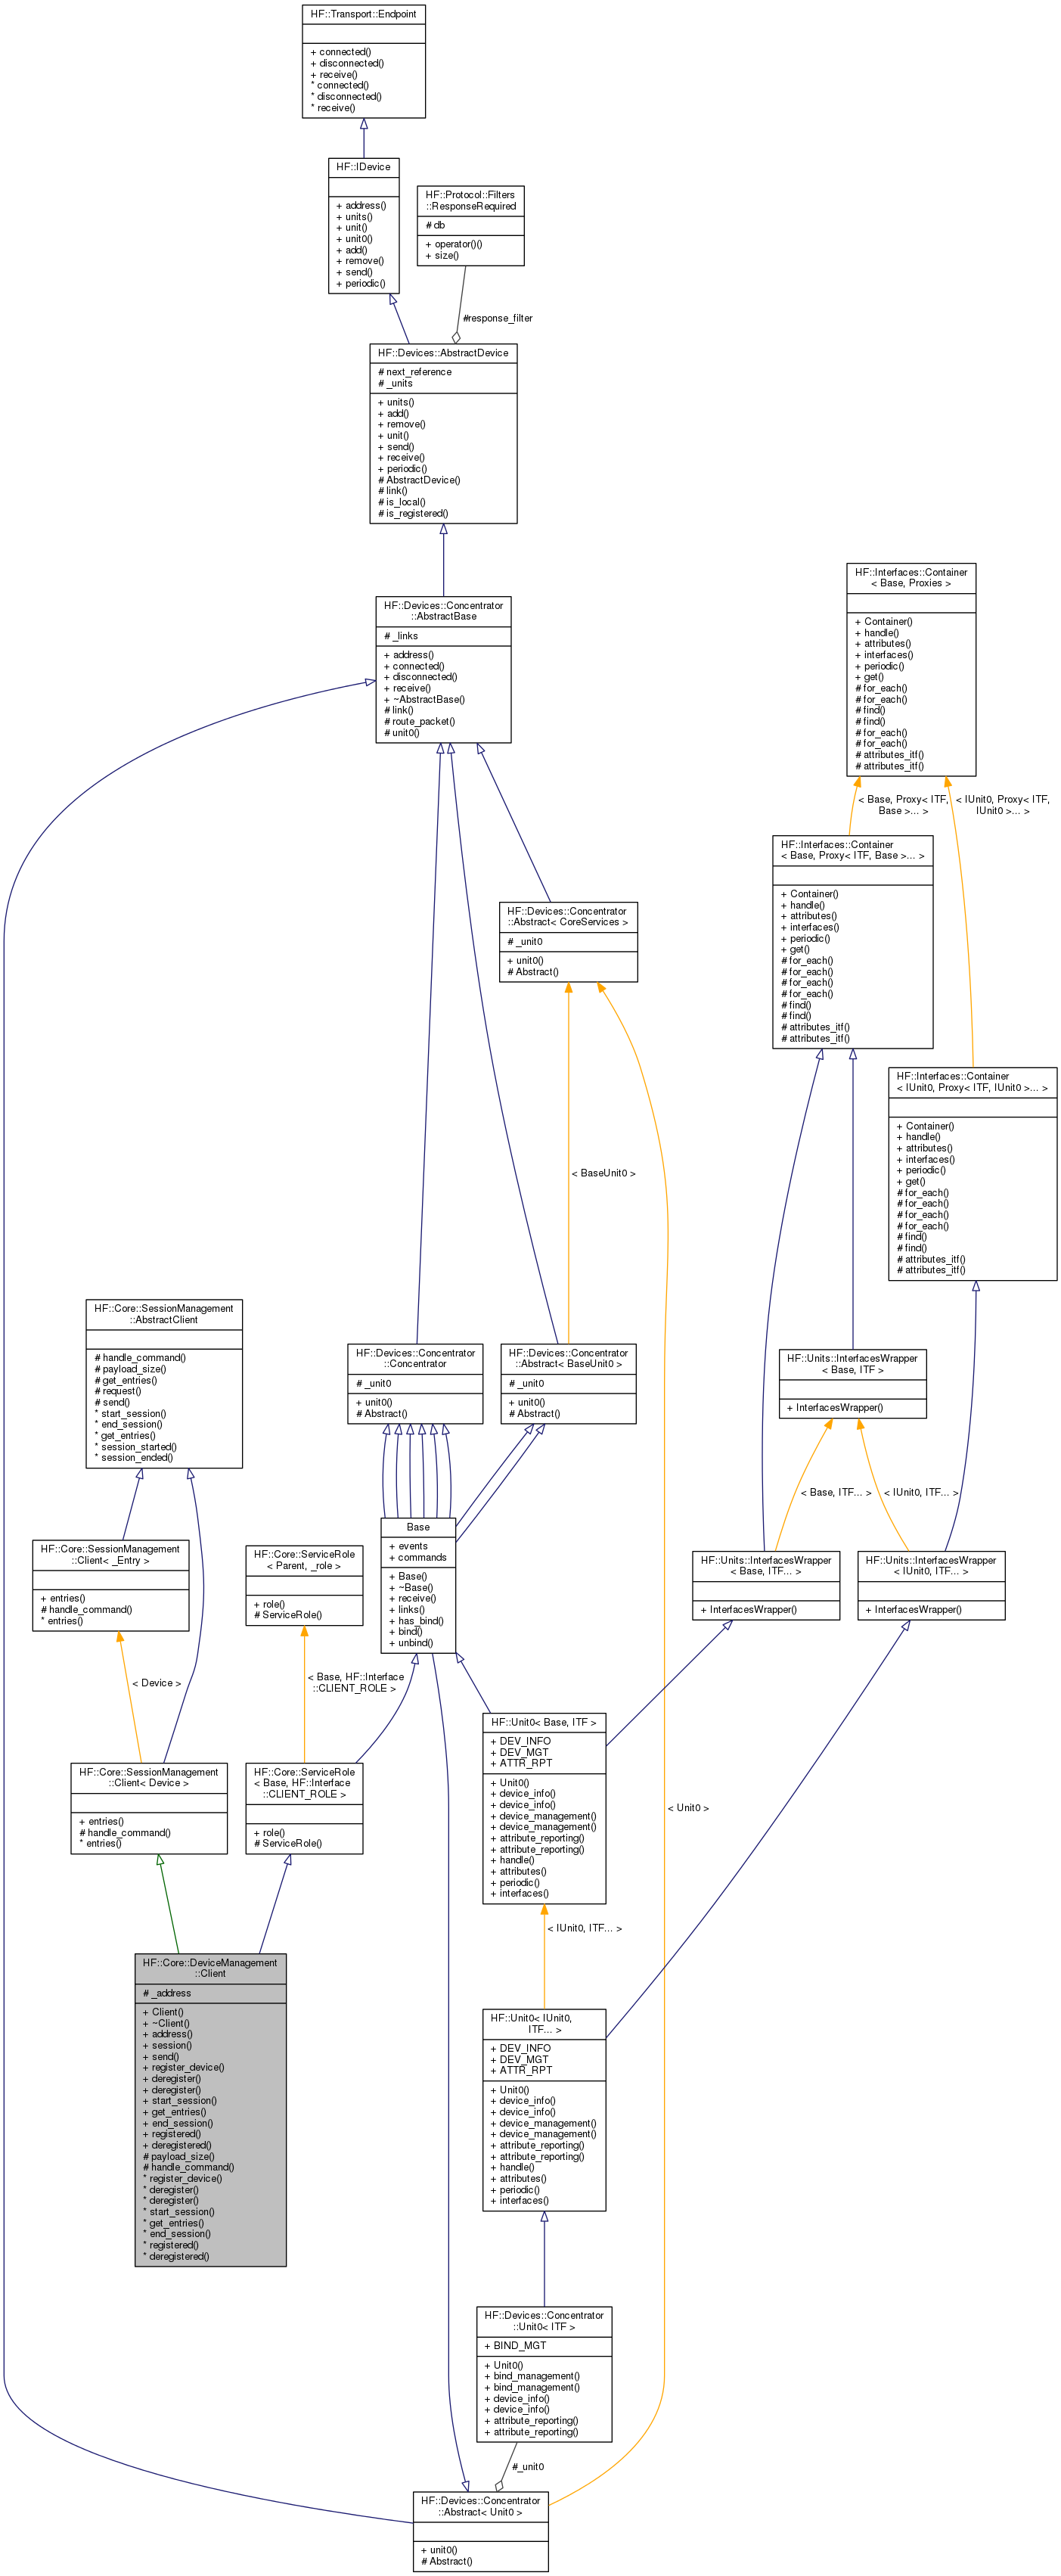 HF::Transport::Endpoint
+ connected()
+ disconnected()
+ receive()
* connected()
* disconnected()
* receive()
HF::IDevice
+ address()
+ units()
+ unit()
+ unit0()
+ add()
+ remove()
+ send()
+ periodic()
HF::Protocol::Filters
::ResponseRequired
# db
+ operator()()
+ size()
#response_filter
HF::Devices::AbstractDevice
# next_reference
# _units
+ units()
+ add()
+ remove()
+ unit()
+ send()
+ receive()
+ periodic()
# AbstractDevice()
# link()
# is_local()
# is_registered()
HF::Devices::Concentrator
::AbstractBase
# _links
+ address()
+ connected()
+ disconnected()
+ receive()
+ ~AbstractBase()
# link()
# route_packet()
# unit0()
HF::Interfaces::Container
< Base, Proxies >
+ Container()
+ handle()
+ attributes()
+ interfaces()
+ periodic()
+ get()
# for_each()
# for_each()
# find()
# find()
# for_each()
# for_each()
# attributes_itf()
# attributes_itf()
< Base, Proxy< ITF,
Base >... >
< IUnit0, Proxy< ITF,
IUnit0 >... >
HF::Interfaces::Container
< Base, Proxy< ITF, Base >... >
+ Container()
+ handle()
+ attributes()
+ interfaces()
+ periodic()
+ get()
# for_each()
# for_each()
# for_each()
# for_each()
# find()
# find()
# attributes_itf()
# attributes_itf()
HF::Devices::Concentrator
::Abstract< CoreServices >
# _unit0
+ unit0()
# Abstract()
HF::Interfaces::Container
< IUnit0, Proxy< ITF, IUnit0 >... >
+ Container()
+ handle()
+ attributes()
+ interfaces()
+ periodic()
+ get()
# for_each()
# for_each()
# for_each()
# for_each()
# find()
# find()
# attributes_itf()
# attributes_itf()
< BaseUnit0 >
HF::Core::SessionManagement
::AbstractClient
# handle_command()
# payload_size()
# get_entries()
# request()
# send()
* start_session()
* end_session()
* get_entries()
* session_started()
* session_ended()
HF::Devices::Concentrator
::Concentrator
# _unit0
+ unit0()
# Abstract()
HF::Devices::Concentrator
::Abstract< BaseUnit0 >
# _unit0
+ unit0()
# Abstract()
HF::Units::InterfacesWrapper
< Base, ITF >
+ InterfacesWrapper()
< Base, ITF... >
< IUnit0, ITF... >
HF::Core::SessionManagement
::Client< _Entry >
+ entries()
# handle_command()
* entries()
HF::Core::ServiceRole
< Parent, _role >
+ role()
# ServiceRole()
Base
+ events
+ commands
+ Base()
+ ~Base()
+ receive()
+ links()
+ has_bind()
+ bind()
+ unbind()
HF::Units::InterfacesWrapper
< Base, ITF... >
+ InterfacesWrapper()
HF::Units::InterfacesWrapper
< IUnit0, ITF... >
+ InterfacesWrapper()
< Device >
< Base, HF::Interface
::CLIENT_ROLE >
HF::Unit0< Base, ITF >
+ DEV_INFO
+ DEV_MGT
+ ATTR_RPT
+ Unit0()
+ device_info()
+ device_info()
+ device_management()
+ device_management()
+ attribute_reporting()
+ attribute_reporting()
+ handle()
+ attributes()
+ periodic()
+ interfaces()
HF::Core::SessionManagement
::Client< Device >
+ entries()
# handle_command()
* entries()
HF::Core::ServiceRole
< Base, HF::Interface
::CLIENT_ROLE >
+ role()
# ServiceRole()
< Unit0 >
< IUnit0, ITF... >
HF::Core::DeviceManagement
::Client
# _address
+ Client()
+ ~Client()
+ address()
+ session()
+ send()
+ register_device()
+ deregister()
+ deregister()
+ start_session()
+ get_entries()
+ end_session()
+ registered()
+ deregistered()
# payload_size()
# handle_command()
* register_device()
* deregister()
* deregister()
* start_session()
* get_entries()
* end_session()
* registered()
* deregistered()
HF::Unit0< IUnit0,
ITF... >
+ DEV_INFO
+ DEV_MGT
+ ATTR_RPT
+ Unit0()
+ device_info()
+ device_info()
+ device_management()
+ device_management()
+ attribute_reporting()
+ attribute_reporting()
+ handle()
+ attributes()
+ periodic()
+ interfaces()
HF::Devices::Concentrator
::Unit0< ITF >
+ BIND_MGT
+ Unit0()
+ bind_management()
+ bind_management()
+ device_info()
+ device_info()
+ attribute_reporting()
+ attribute_reporting()
#_unit0
HF::Devices::Concentrator
::Abstract< Unit0 >
+ unit0()
# Abstract()